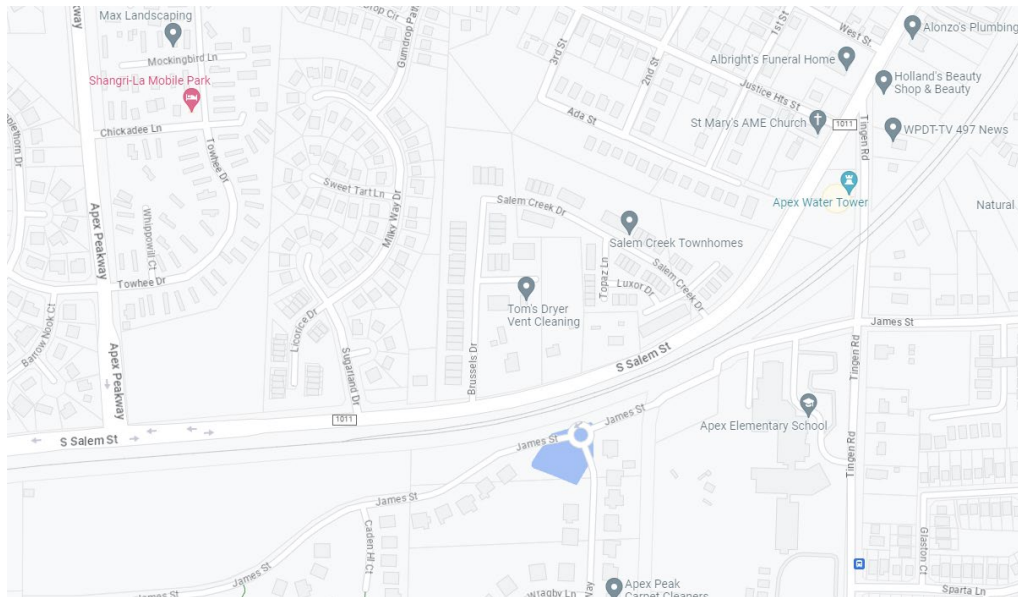 Max Landscaping
Mockingbird Ln
Shangri-La Mobile Park
Chickadee Ln
Towhee Dr
Whippowill Ct
Towhee Dr
Apex Peakway
Apex Peakway
Barrow Nook Ct
Gumdrop
Sweet Tart Ln
Milky Way Dr
Licorice Dr
Sugarland Dr
3rd St
2nd St
1st St
West St
Alonzo's Plumbing
Albright's Funeral Home
Holland's Beauty
Shop & Beauty
Justice Hts St
Ada St
St Mary's AME Church
1011
Tingen Rd
WPDT-TV 497 News
Apex Water Tower
Natural
Salem Creek Dr
Salem Creek Townhomes
Salem Creek Dr
Topaz Ln
Luxor Dr
Tom's Dryer
Vent Cleaning
Brussels Dr
S Salem St
James St
Tingen Rd
1011
S Salem St
James St
James St
Apex Elementary School
Tingen Rd
James St
Caden Hl Ct
James St
Glaston Ct
Sparta Ln
Apex Peak
Carpet Cleaners